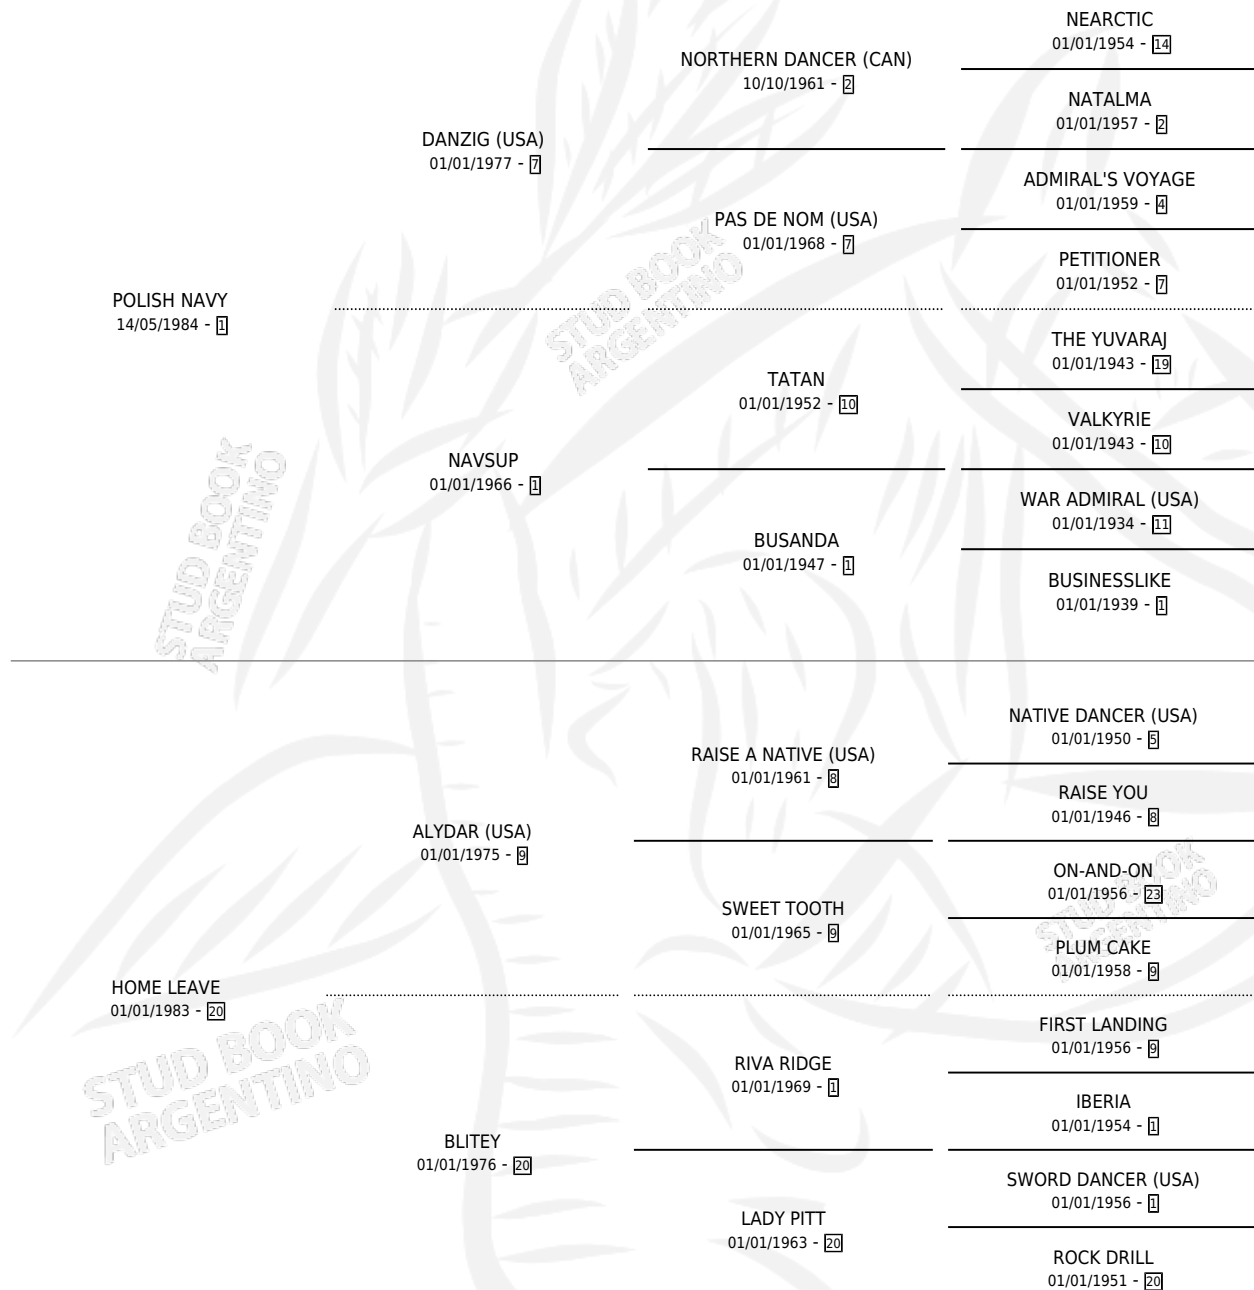 NEARCTIC
01/01/1954 - 14
NORTHERN DANCER (CAN)
10/10/1961 - 2
NATALMA
01/01/1957 - 2
DANZIG (USA)
01/01/1977 - 7
ADMIRAL'S VOYAGE
01/01/1959 - 4
PAS DE NOM (USA)
01/01/1968 - 7
PETITIONER
01/01/1952 - 7
POLISH NAVY
14/05/1984 - 1
STUD BOOK
ARGENTINO
THE YUVARAJ
01/01/1943 - 19
TATAN
01/01/1952 - 10
VALKYRIE
01/01/1943 - 10
NAVSUP
01/01/1966 - 1
STUD BOOK
ARGENTINO
WAR ADMIRAL (USA)
01/01/1934 - 11
BUSANDA
01/01/1947 - 1
BUSINESSLIKE
01/01/1939 - 1
NATIVE DANCER (USA)
01/01/1950 - 5
RAISE A NATIVE (USA)
01/01/1961 - 8
RAISE YOU
01/01/1946 - 8
ALYDAR (USA)
01/01/1975 - 9
ON-AND-ON
01/01/1956 - 23
SWEET TOOTH
01/01/1965 - 9
STUD BOOK
ARGENTINO
PLUM CAKE
01/01/1958 - 9
HOME LEAVE
01/01/1983 - 20
STUD BOOK
ARGENTINO
FIRST LANDING
01/01/1956 - 9
RIVA RIDGE
01/01/1969 - 1
IBERIA
01/01/1954 - 1
BLITEY
01/01/1976 - 20
SWORD DANCER (USA)
01/01/1956 - 1
LADY PITT
01/01/1963 - 20
ROCK DRILL
01/01/1951 - 20